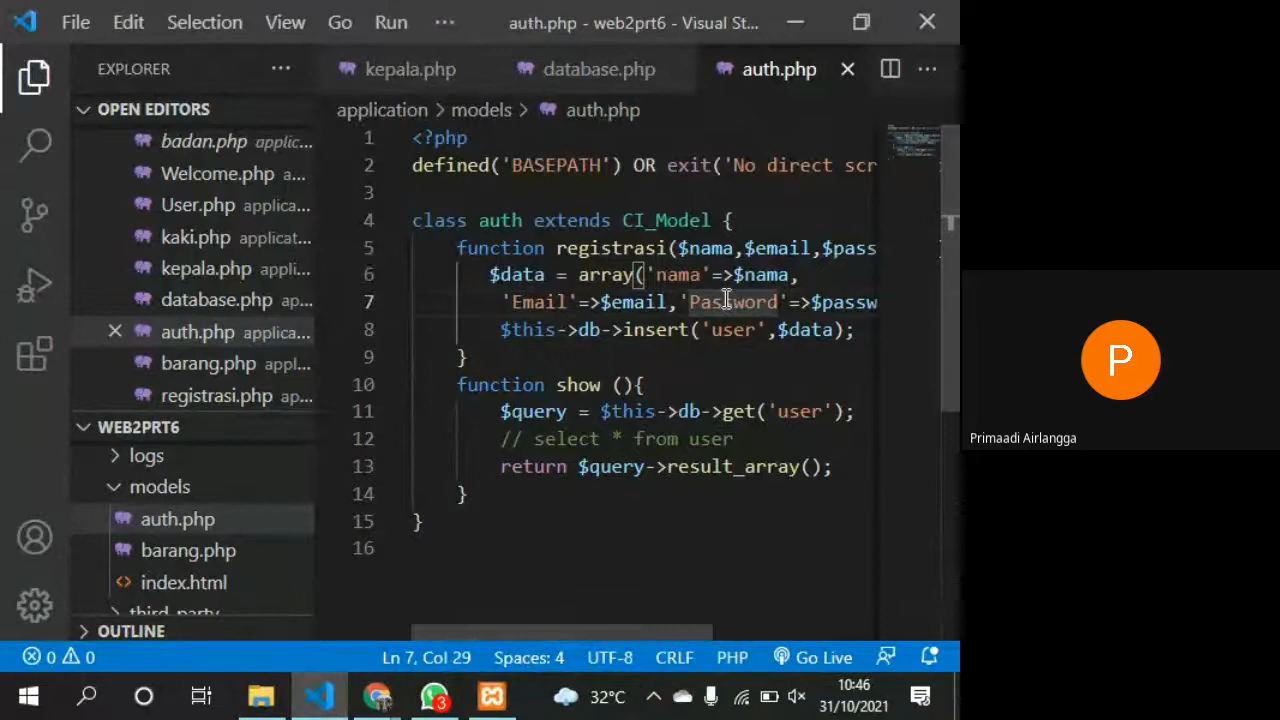 File Edit Selection View Go Run ··· auth.php - web2prt6 - Visual St...
EXPLORER ···
kepala.php database.php auth.php ···
OPEN EDITORS
application > models > auth.php
badan.php applic...
Welcome.php a...
User.php applica...
kaki.php applicat...
kepala.php appli...
database.php ap...
auth.php applica...
barang.php appl...
registrasi.php ap...
WEB2PRT6
logs
models
auth.php
barang.php
index.html
third_party
OUTLINE
1 <?php
2 defined('BASEPATH') OR exit('No direct scr
3
4 class auth extends CI_Model {
5 function registrasi($nama,$email,$pass
6 $data = array('nama'=>$nama,
7 'Email'=>$email,'Password'=>$passw
8 $this->db->insert('user',$data);
9 }
10 function show (){
11 $query = $this->db->get('user');
12 // select * from user
13 return $query->result_array();
14 }
15 }
16
P
Primaadi Airlangga
0 0 Ln 7, Col 29 Spaces: 4 UTF-8 CRLF PHP Go Live
3 32°C 10:46
31/10/2021